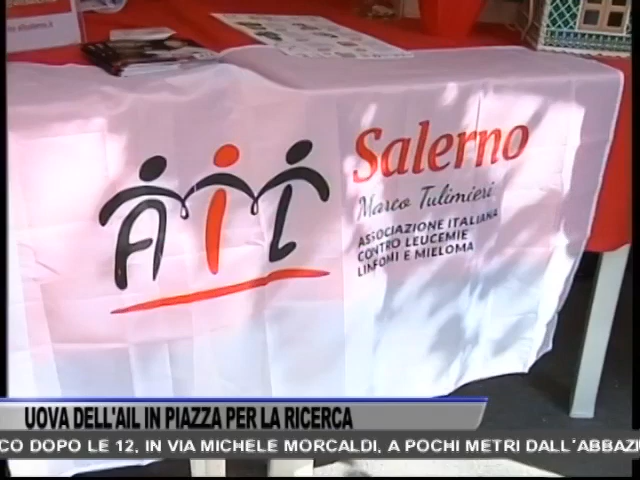 AIL
Salerno
Marco Tulimieri
ASSOCIAZIONE ITALIANA
CONTRO LEUCEMIE
LINFOMI E MIELOMA
UOVA DELL'AIL IN PIAZZA PER LA RICERCA
CO DOPO LE 12, IN VIA MICHELE MORCALDI, A POCHI METRI DALL'ABBAZI